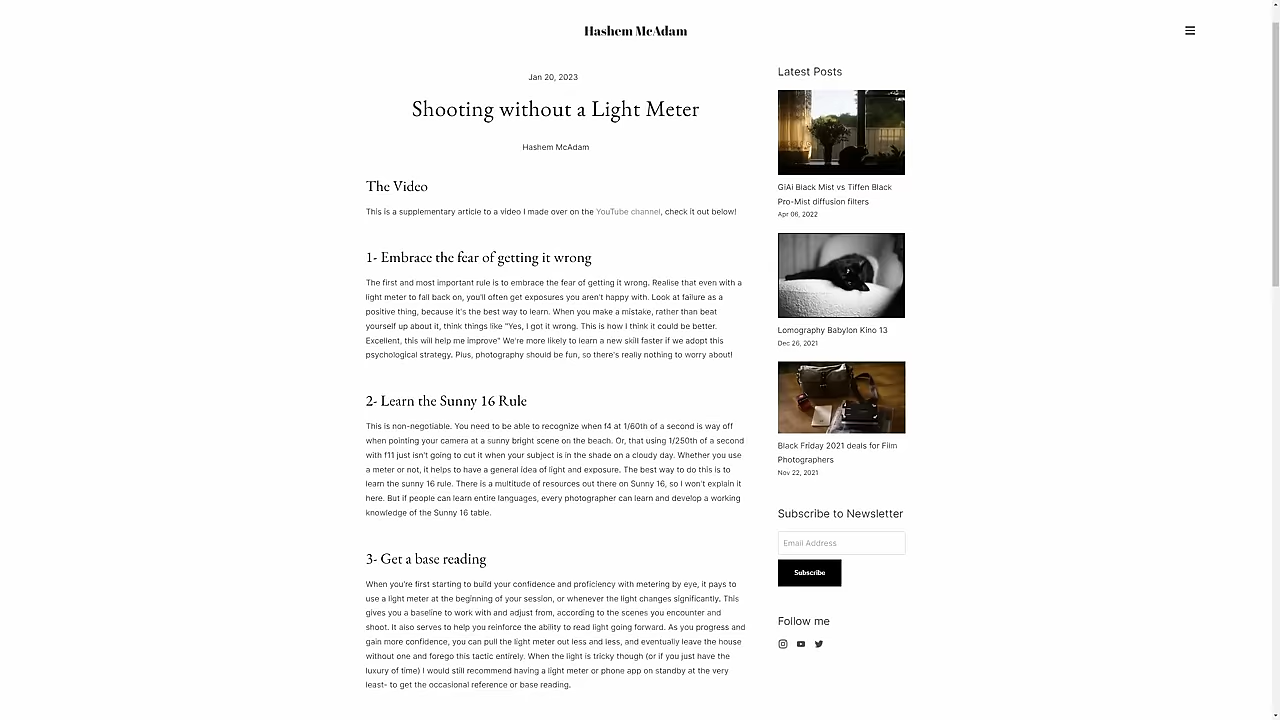 Hashem McAdam
Jan 20, 2023
Shooting without a Light Meter
Hashem McAdam
The Video
This is a supplementary article to a video I made over on the YouTube channel, check it out below!
1- Embrace the fear of getting it wrong
The first and most important rule is to embrace the fear of getting it wrong. Realise that even with a
light meter to fall back on, you'll often get exposures you aren't happy with. Look at failure as a
positive thing, because it's the best way to learn. When you make a mistake, rather than beat
yourself up about it, think things like "Yes, I got it wrong. This is how I think it could be better.
Excellent, this will help me improve" We're more likely to learn a new skill faster if we adopt this
psychological strategy. Plus, photography should be fun, so there's really nothing to worry about!
2- Learn the Sunny 16 Rule
This is non-negotiable. You need to be able to recognize when f4 at 1/60th of a second is way off
when pointing your camera at a sunny bright scene on the beach. Or, that using 1/250th of a second
with f11 just isn't going to cut it when your subject is in the shade on a cloudy day. Whether you use
a meter or not, it helps to have a general idea of light and exposure. The best way to do this is to
learn the sunny 16 rule. There is a multitude of resources out there on Sunny 16, so I won't explain it
here. But if people can learn entire languages, every photographer can learn and develop a working
knowledge of the Sunny 16 table.
3- Get a base reading
When you're first starting to build your confidence and proficiency with metering by eye, it pays to
use a light meter at the beginning of your session, or whenever the light changes significantly. This
gives you a baseline to work with and adjust from, according to the scenes you encounter and
shoot. It also serves to help you reinforce the ability to read light going forward. As you progress and
gain more confidence, you can pull the light meter out less and less, and eventually leave the house
without one and forego this tactic entirely. When the light is tricky though (or if you just have the
luxury of time) I would still recommend having a light meter or phone app on standby at the very
least- to get the occasional reference or base reading.
Latest Posts
GiAi Black Mist vs Tiffen Black
Pro-Mist diffusion filters
Apr 06, 2022
Lomography Babylon Kino 13
Dec 26, 2021
Black Friday 2021 deals for Film
Photographers
Nov 22, 2021
Subscribe to Newsletter
Email Address
Subscribe
Follow me